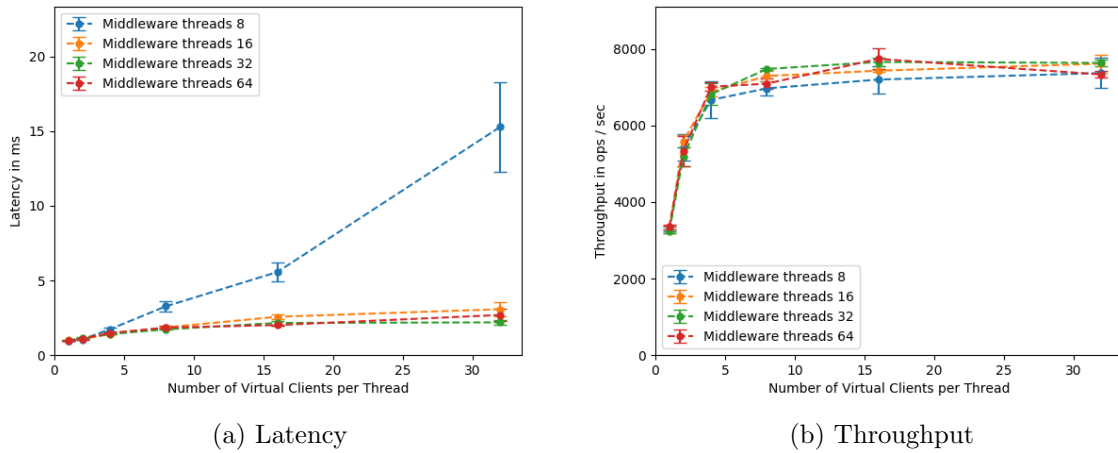 Middleware threads 8
Middleware threads 16
Middleware threads 32
Middleware threads 64
20
15
10
5
0
Latency in ms
0 5 10 15 20 25 30
Number of Virtual Clients per Thread
(a) Latency
8000
6000
4000
2000
0
Throughput in ops / sec
Middleware threads 8
Middleware threads 16
Middleware threads 32
Middleware threads 64
0 5 10 15 20 25 30
Number of Virtual Clients per Thread
(b) Throughput